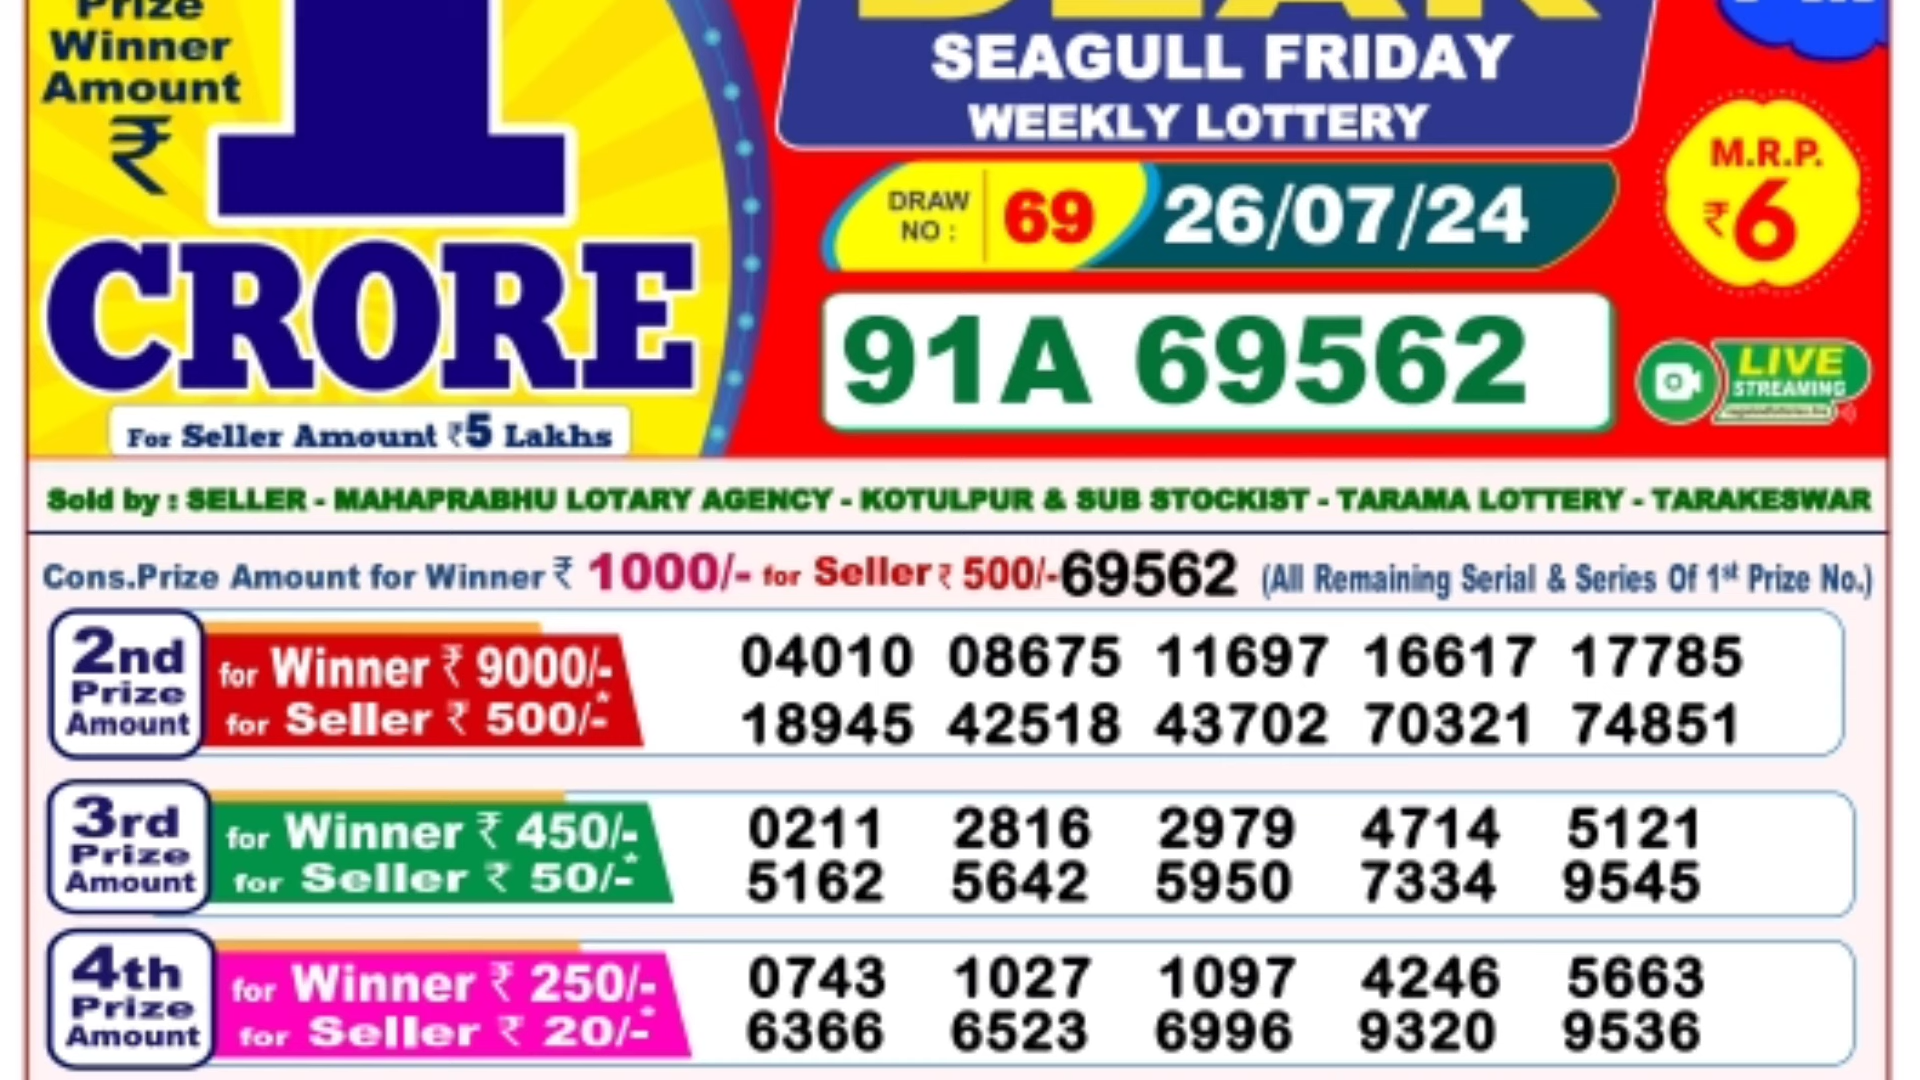 Prize
Winner
Amount
₹
1
CRORE
For Seller Amount ₹5 Lakhs
DEAR
SEAGULL FRIDAY
WEEKLY LOTTERY
DRAW NO : 69 26/07/24
M.R.P.
₹6
91A 69562
LIVE
STREAMING
Sold by : SELLER - MAHAPRABHU LOTARY AGENCY - KOTULPUR & SUB STOCKIST - TARAMA LOTTERY - TARAKESWAR
Cons.Prize Amount for Winner ₹ 1000/- for Seller ₹ 500/- 69562 (All Remaining Serial & Series Of 1st Prize No.)
2nd Prize Amount
for Winner ₹ 9000/-
for Seller ₹ 500/-*
04010 08675 11697 16617 17785
18945 42518 43702 70321 74851
3rd Prize Amount
for Winner ₹ 450/-
for Seller ₹ 50/-*
0211 2816 2979 4714 5121
5162 5642 5950 7334 9545
4th Prize Amount
for Winner ₹ 250/-
for Seller ₹ 20/-*
0743 1027 1097 4246 5663
6366 6523 6996 9320 9536